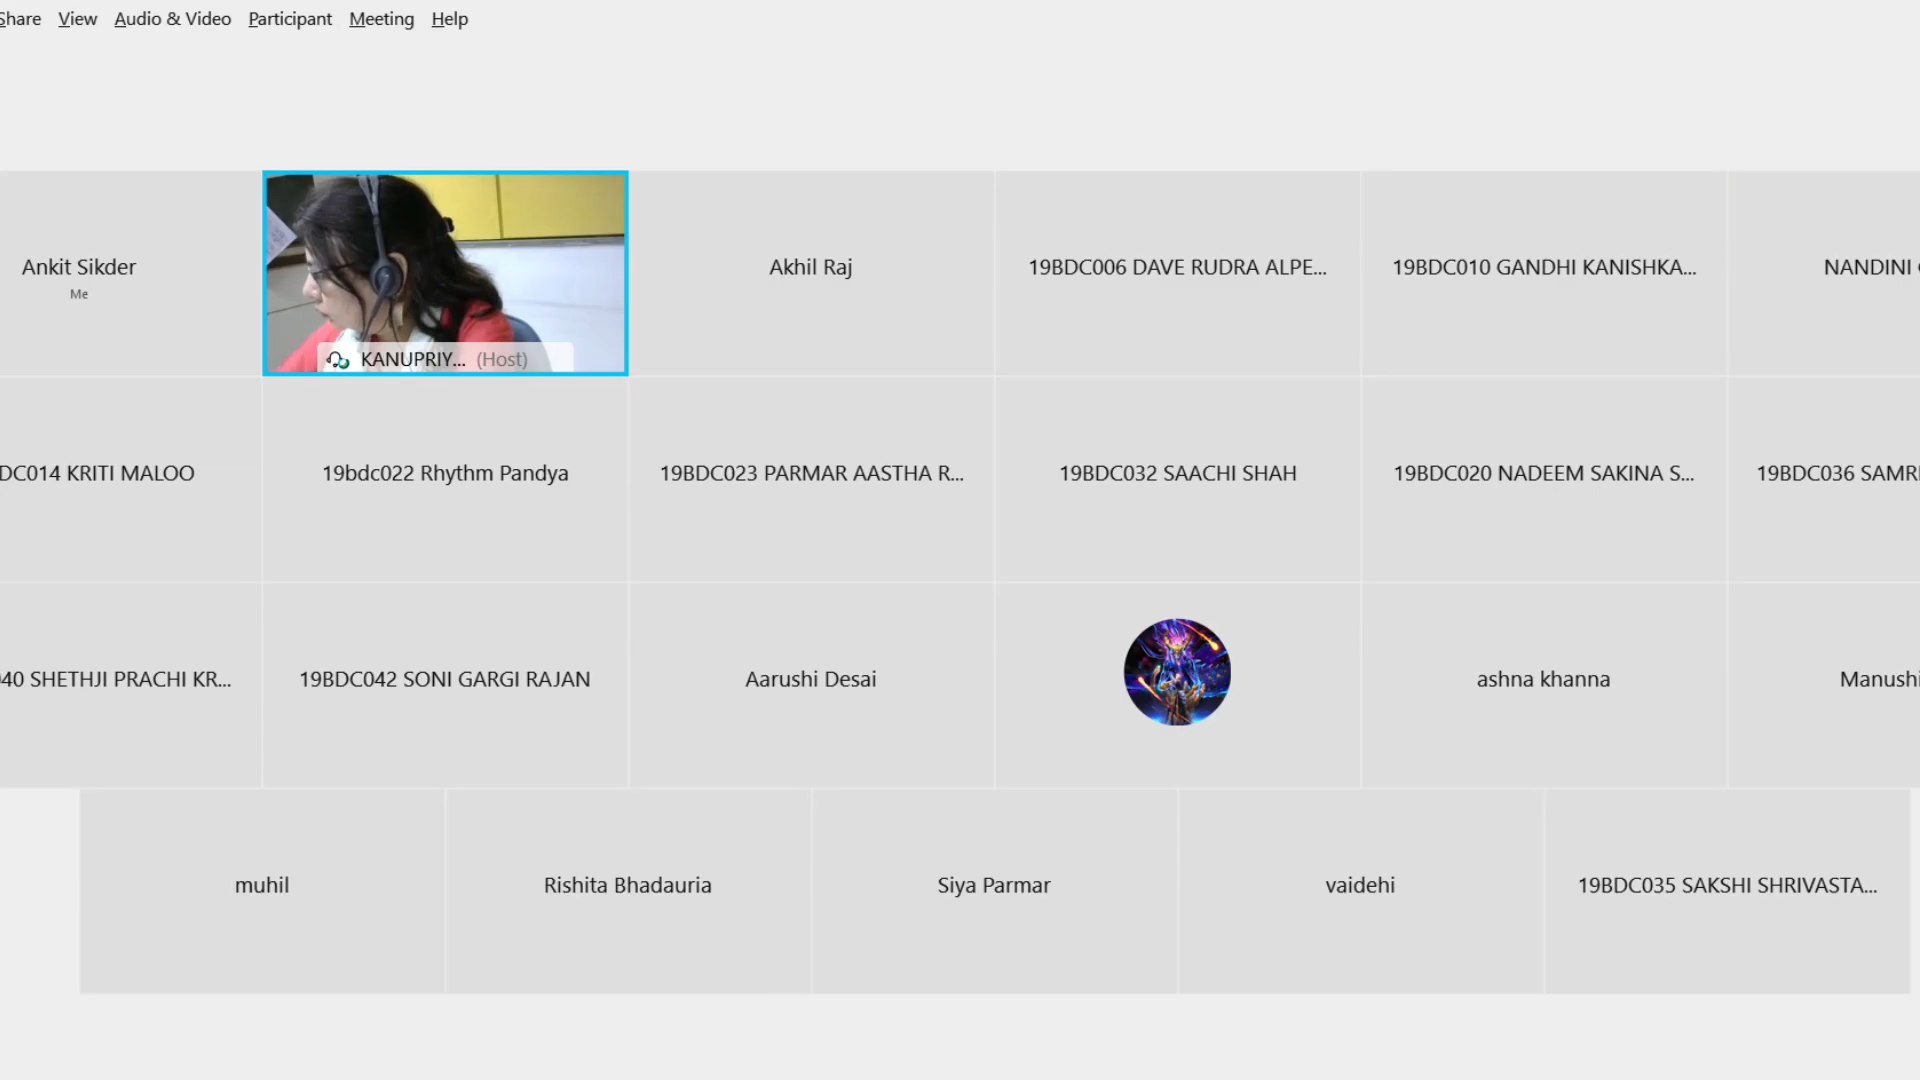 Share View Audio & Video Participant Meeting Help
Ankit Sikder
Me
KANUPRIY... (Host)
Akhil Raj
19BDC006 DAVE RUDRA ALPE...
19BDC010 GANDHI KANISHKA...
NANDINI
DC014 KRITI MALOO
19bdc022 Rhythm Pandya
19BDC023 PARMAR AASTHA R...
19BDC032 SAACHI SHAH
19BDC020 NADEEM SAKINA S...
19BDC036 SAMRI
40 SHETHJI PRACHI KR...
19BDC042 SONI GARGI RAJAN
Aarushi Desai
ashna khanna
Manushi
muhil
Rishita Bhadauria
Siya Parmar
vaidehi
19BDC035 SAKSHI SHRIVASTA...